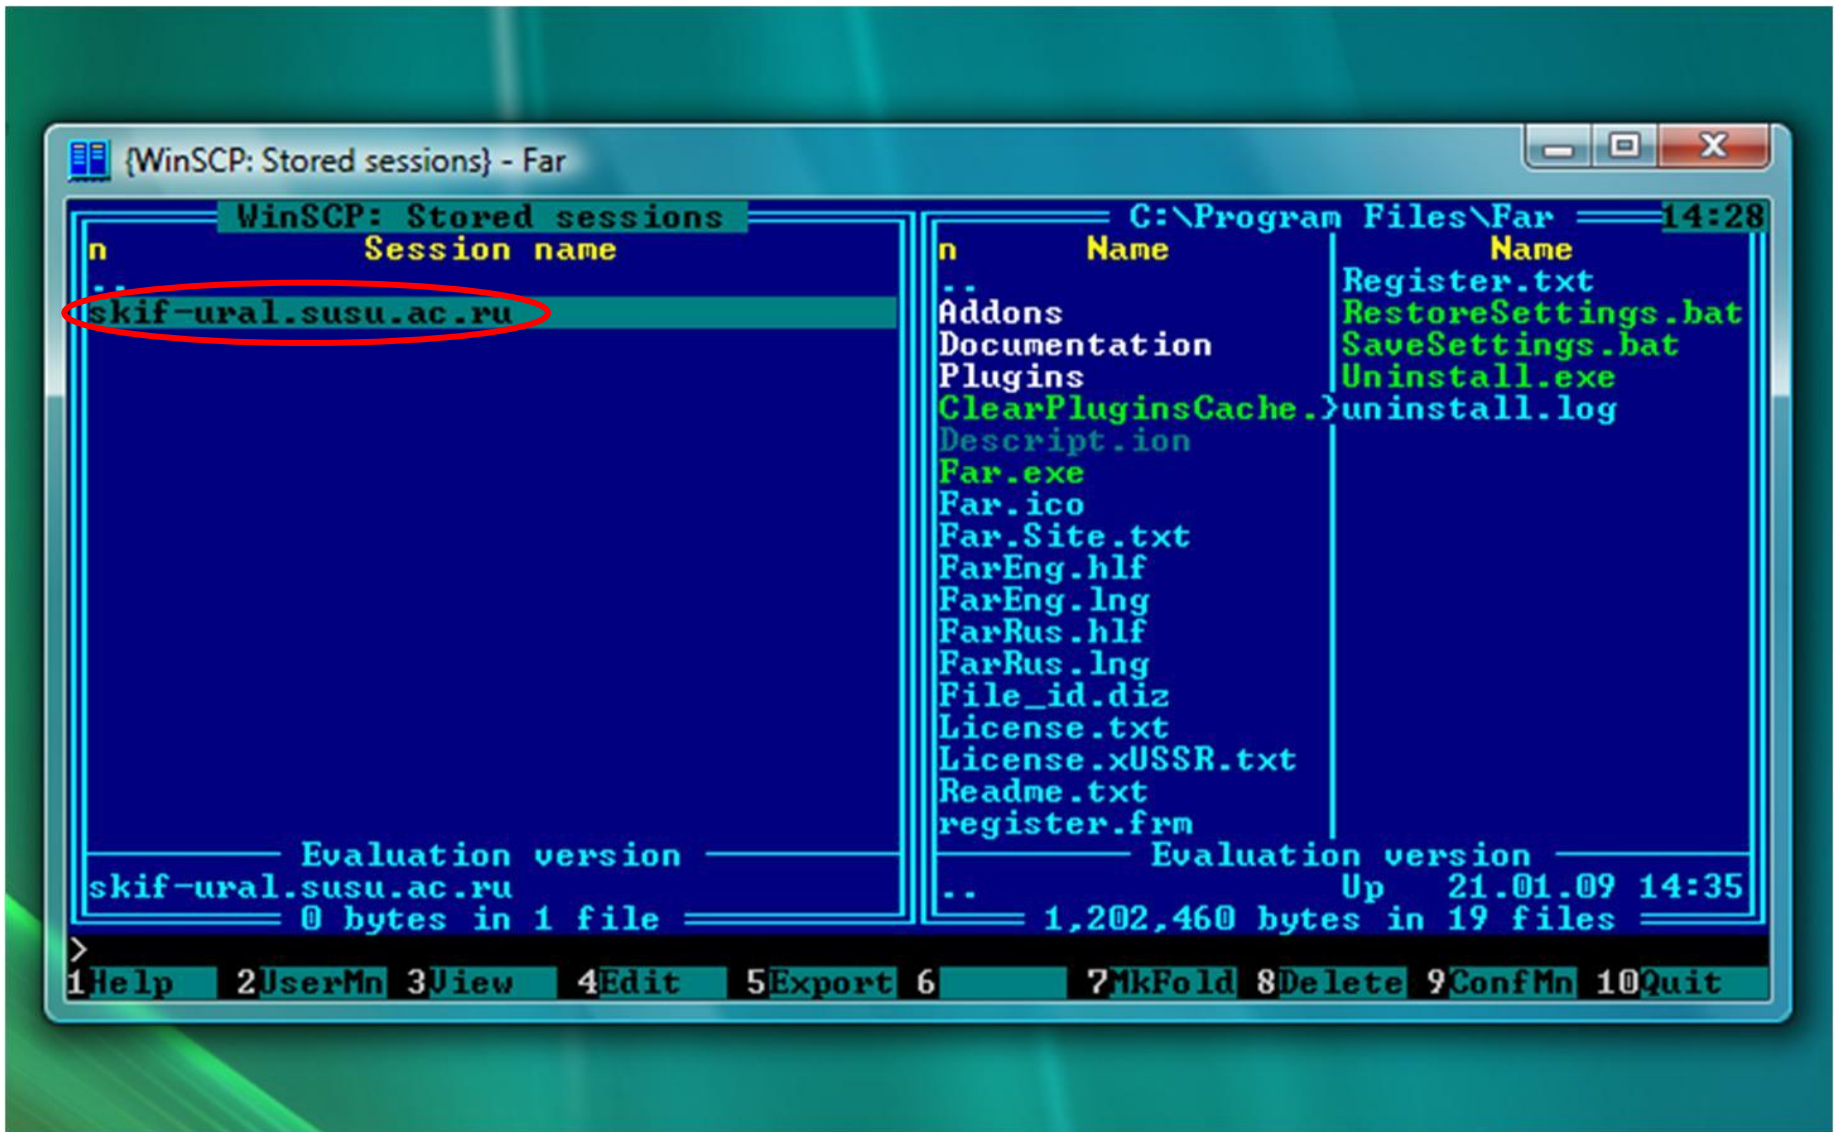 {WinSCP: Stored sessions} - Far
WinSCP: Stored sessions
n Session name
..
skif-ural.susu.ac.ru
Evaluation version
skif-ural.susu.ac.ru
0 bytes in 1 file
C:\Program Files\Far 14:28
n Name Name
.. Register.txt
Addons RestoreSettings.bat
Documentation SaveSettings.bat
Plugins Uninstall.exe
ClearPluginsCache.}uninstall.log
Descript.ion
Far.exe
Far.ico
Far.Site.txt
FarEng.hlf
FarEng.lng
FarRus.hlf
FarRus.lng
File_id.diz
License.txt
License.xUSSR.txt
Readme.txt
register.frm
Evaluation version
.. Up 21.01.09 14:35
1,202,460 bytes in 19 files
>
1Help 2UserMn 3View 4Edit 5Export 6 7MkFold 8Delete 9ConfMn 10Quit